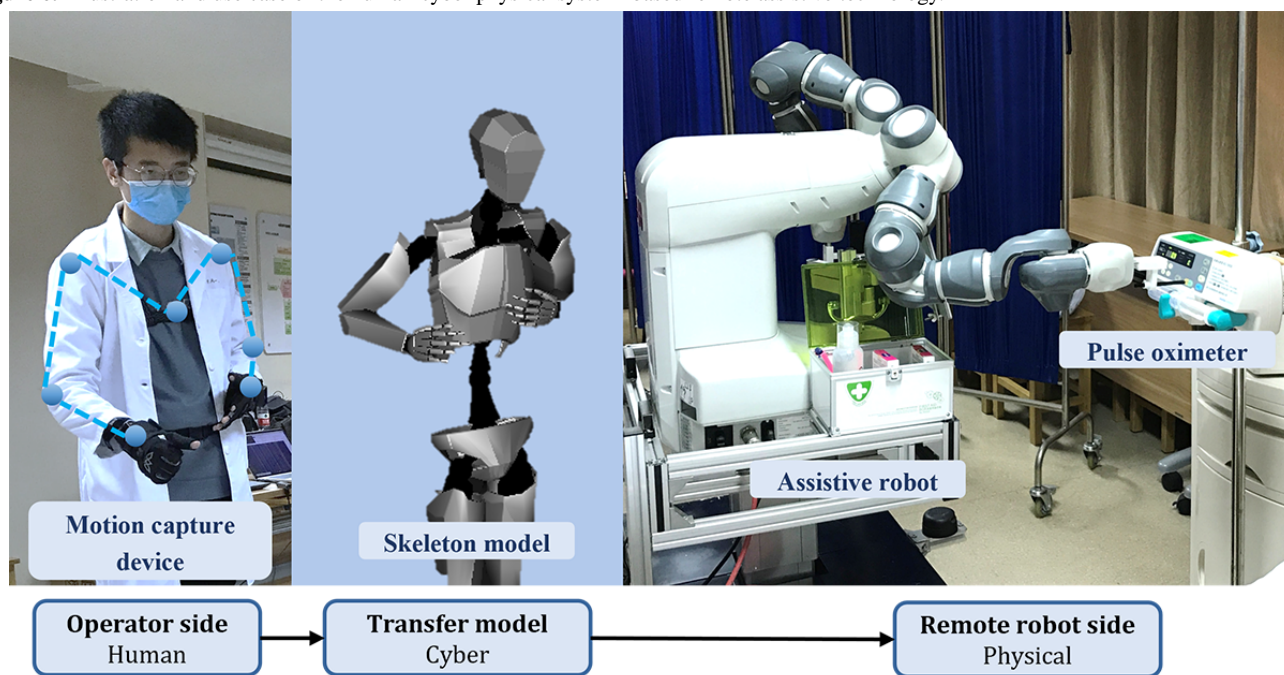 Motion capture
device
Skeleton model
Assistive robot
Pulse oximeter
Operator side
Human
Transfer model
Cyber
Remote robot side
Physical